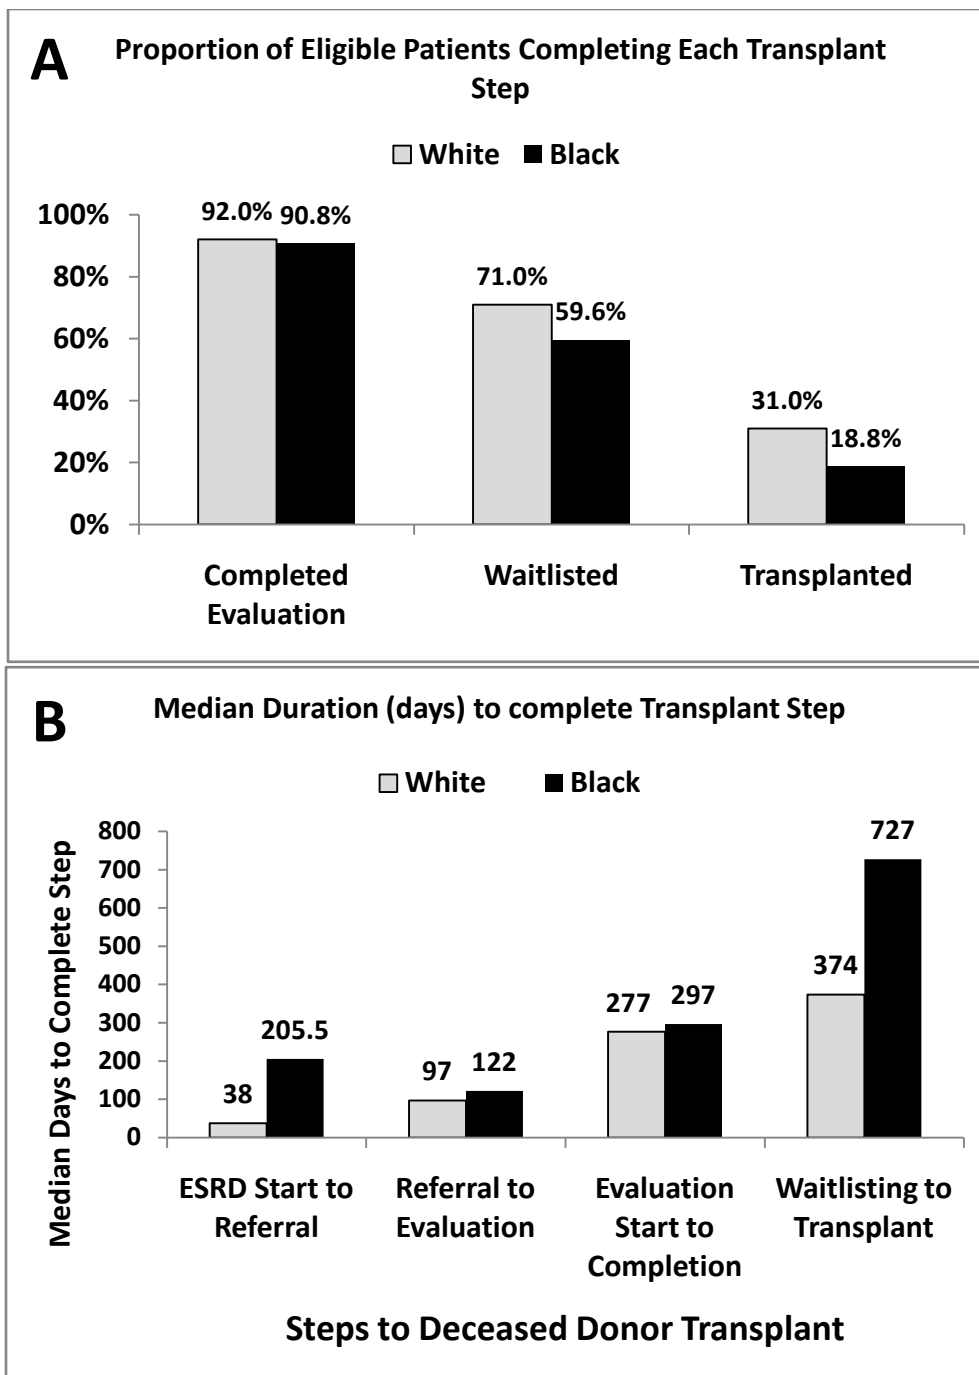 A
Proportion of Eligible Patients Completing Each Transplant
Step
White Black
100%
80%
60%
40%
20%
0%
92.0% 90.8%
71.0%
59.6%
31.0%
18.8%
Completed
Evaluation
Waitlisted
Transplanted
B
Median Duration (days) to complete Transplant Step
White Black
Median Days to Complete Step
800
700
600
500
400
300
200
100
0
38
205.5
97
122
277
297
374
727
ESRD Start to
Referral
Referral to
Evaluation
Evaluation
Start to
Completion
Waitlisting to
Transplant
Steps to Deceased Donor Transplant